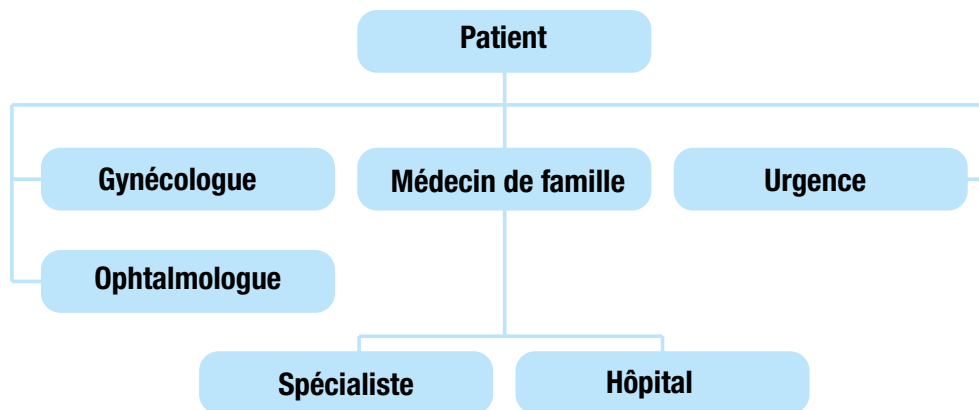 Patient
Gynécologue
Médecin de famille
Urgence
Ophtalmologue
Spécialiste
Hôpital